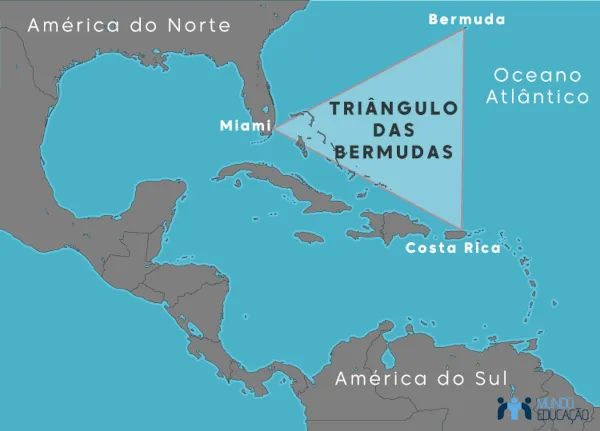 América do Norte
Bermuda
Oceano
Atlântico
Miami
TRIÂNGULO
DAS
BERMUDAS
Costa Rica
América do Sul
MUNDO
EDUCAÇÃO